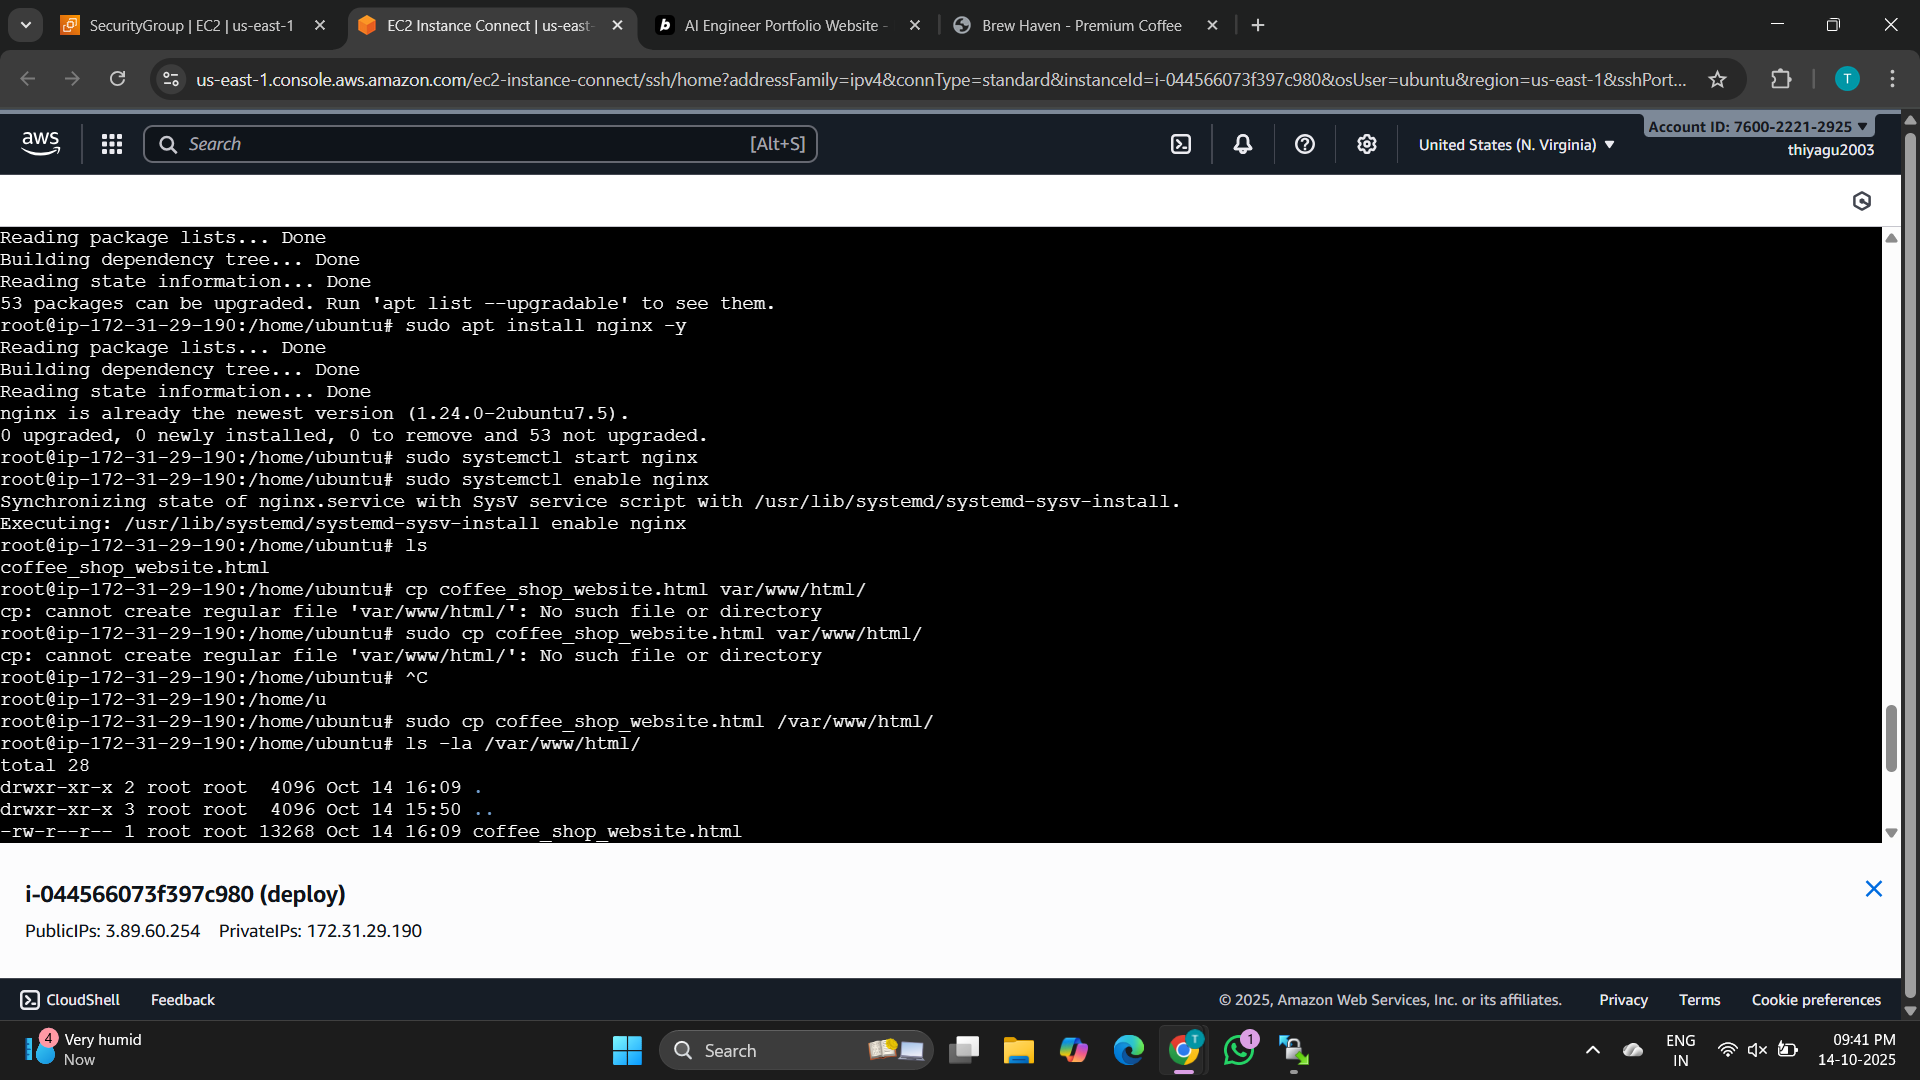 SecurityGroup | EC2 | us-east-1
EC2 Instance Connect | us-east-
AI Engineer Portfolio Website -
Brew Haven - Premium Coffee
us-east-1.console.aws.amazon.com/ec2-instance-connect/ssh/home?addressFamily=ipv4&connType=standard&instanceId=i-044566073f397c980&osUser=ubuntu&region=us-east-1&sshPort...
T
aws
Search
[Alt+S]
United States (N. Virginia)
Account ID: 7600-2221-2925
thiyagu2003
Reading package lists... Done
Building dependency tree... Done
Reading state information... Done
53 packages can be upgraded. Run 'apt list --upgradable' to see them.
root@ip-172-31-29-190:/home/ubuntu# sudo apt install nginx -y
Reading package lists... Done
Building dependency tree... Done
Reading state information... Done
nginx is already the newest version (1.24.0-2ubuntu7.5).
0 upgraded, 0 newly installed, 0 to remove and 53 not upgraded.
root@ip-172-31-29-190:/home/ubuntu# sudo systemctl start nginx
root@ip-172-31-29-190:/home/ubuntu# sudo systemctl enable nginx
Synchronizing state of nginx.service with SysV service script with /usr/lib/systemd/systemd-sysv-install.
Executing: /usr/lib/systemd/systemd-sysv-install enable nginx
root@ip-172-31-29-190:/home/ubuntu# ls
coffee_shop_website.html
root@ip-172-31-29-190:/home/ubuntu# cp coffee_shop_website.html var/www/html/
cp: cannot create regular file 'var/www/html/': No such file or directory
root@ip-172-31-29-190:/home/ubuntu# sudo cp coffee_shop_website.html var/www/html/
cp: cannot create regular file 'var/www/html/': No such file or directory
root@ip-172-31-29-190:/home/ubuntu# ^C
root@ip-172-31-29-190:/home/u
root@ip-172-31-29-190:/home/ubuntu# sudo cp coffee_shop_website.html /var/www/html/
root@ip-172-31-29-190:/home/ubuntu# ls -la /var/www/html/
total 28
drwxr-xr-x 2 root root  4096 Oct 14 16:09 .
drwxr-xr-x 3 root root  4096 Oct 14 15:50 ..
-rw-r--r-- 1 root root 13268 Oct 14 16:09 coffee_shop_website.html
i-044566073f397c980 (deploy)
PublicIPs: 3.89.60.254 PrivateIPs: 172.31.29.190
CloudShell
Feedback
© 2025, Amazon Web Services, Inc. or its affiliates.
Privacy
Terms
Cookie preferences
4
Very humid
Now
Search
T
1
ENG
IN
09:41 PM
14-10-2025